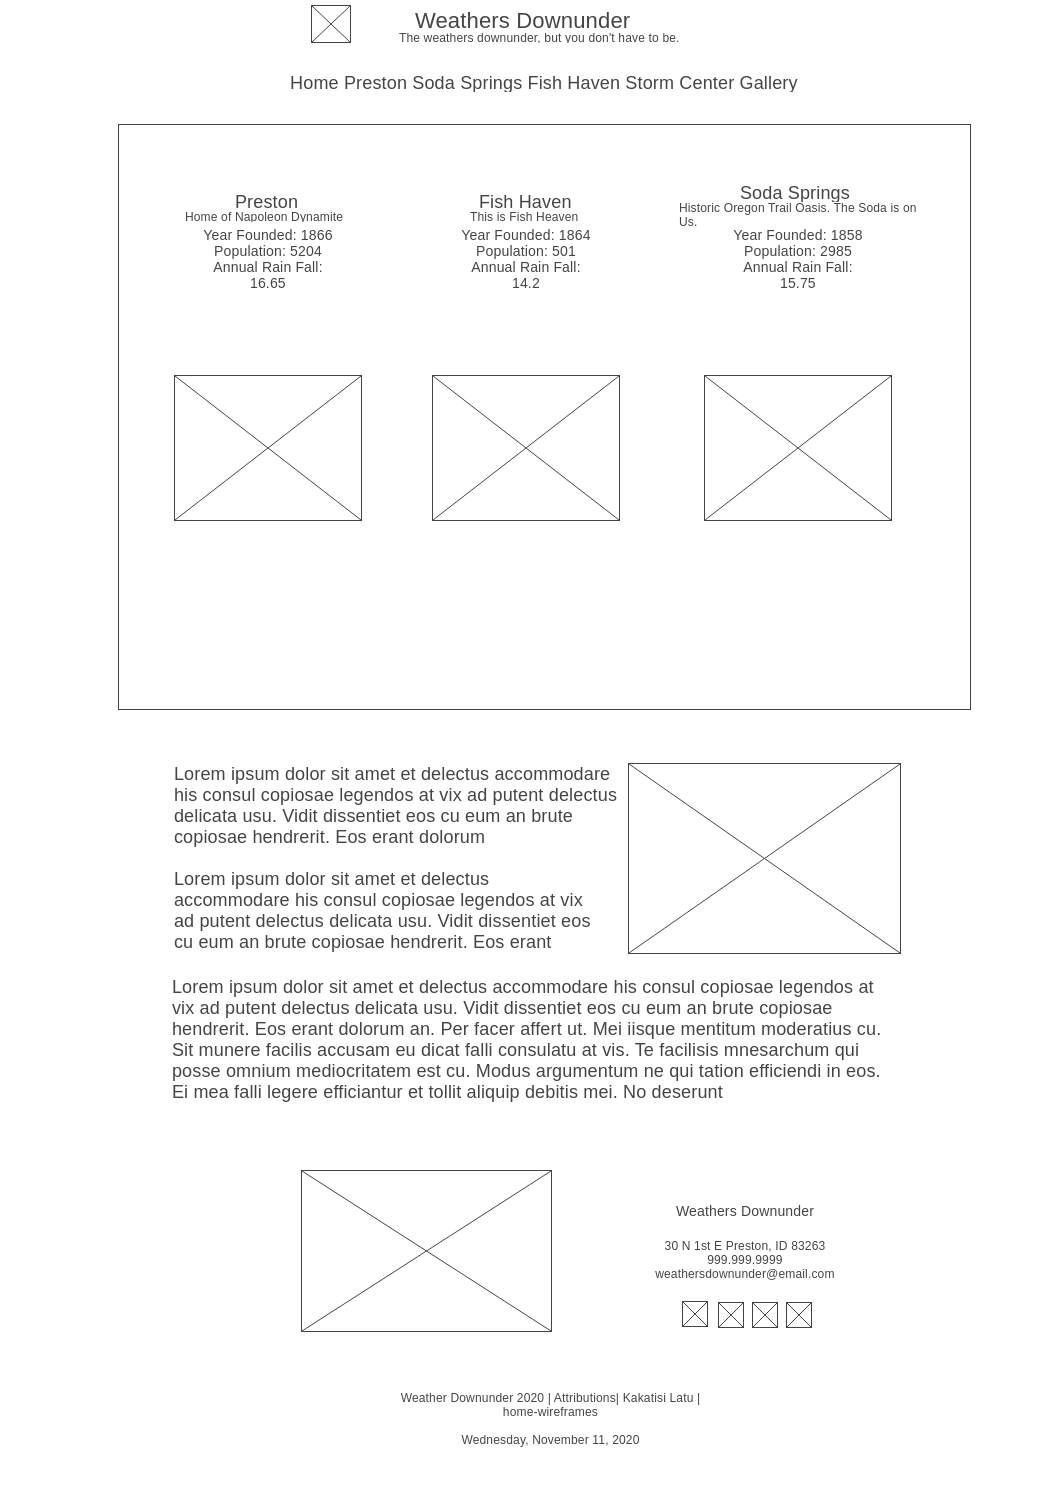 Weathers Downunder
The weathers downunder, but you don't have to be.
Home Preston Soda Springs Fish Haven Storm Center Gallery
Preston
Home of Napoleon Dynamite
Year Founded: 1866
Population: 5204
Annual Rain Fall:
16.65
Fish Haven
This is Fish Heaven
Year Founded: 1864
Population: 501
Annual Rain Fall:
14.2
Soda Springs
Historic Oregon Trail Oasis. The Soda is on
Us.
Year Founded: 1858
Population: 2985
Annual Rain Fall:
15.75
Lorem ipsum dolor sit amet et delectus accommodare
his consul copiosae legendos at vix ad putent delectus
delicata usu. Vidit dissentiet eos cu eum an brute
copiosae hendrerit. Eos erant dolorum
Lorem ipsum dolor sit amet et delectus
accommodare his consul copiosae legendos at vix
ad putent delectus delicata usu. Vidit dissentiet eos
cu eum an brute copiosae hendrerit. Eos erant
Lorem ipsum dolor sit amet et delectus accommodare his consul copiosae legendos at
vix ad putent delectus delicata usu. Vidit dissentiet eos cu eum an brute copiosae
hendrerit. Eos erant dolorum an. Per facer affert ut. Mei iisque mentitum moderatius cu.
Sit munere facilis accusam eu dicat falli consulatu at vis. Te facilisis mnesarchum qui
posse omnium mediocritatem est cu. Modus argumentum ne qui tation efficiendi in eos.
Ei mea falli legere efficiantur et tollit aliquip debitis mei. No deserunt
Weathers Downunder
30 N 1st E Preston, ID 83263
999.999.9999
weathersdownunder@email.com
Weather Downunder 2020 | Attributions| Kakatisi Latu |
home-wireframes
Wednesday, November 11, 2020